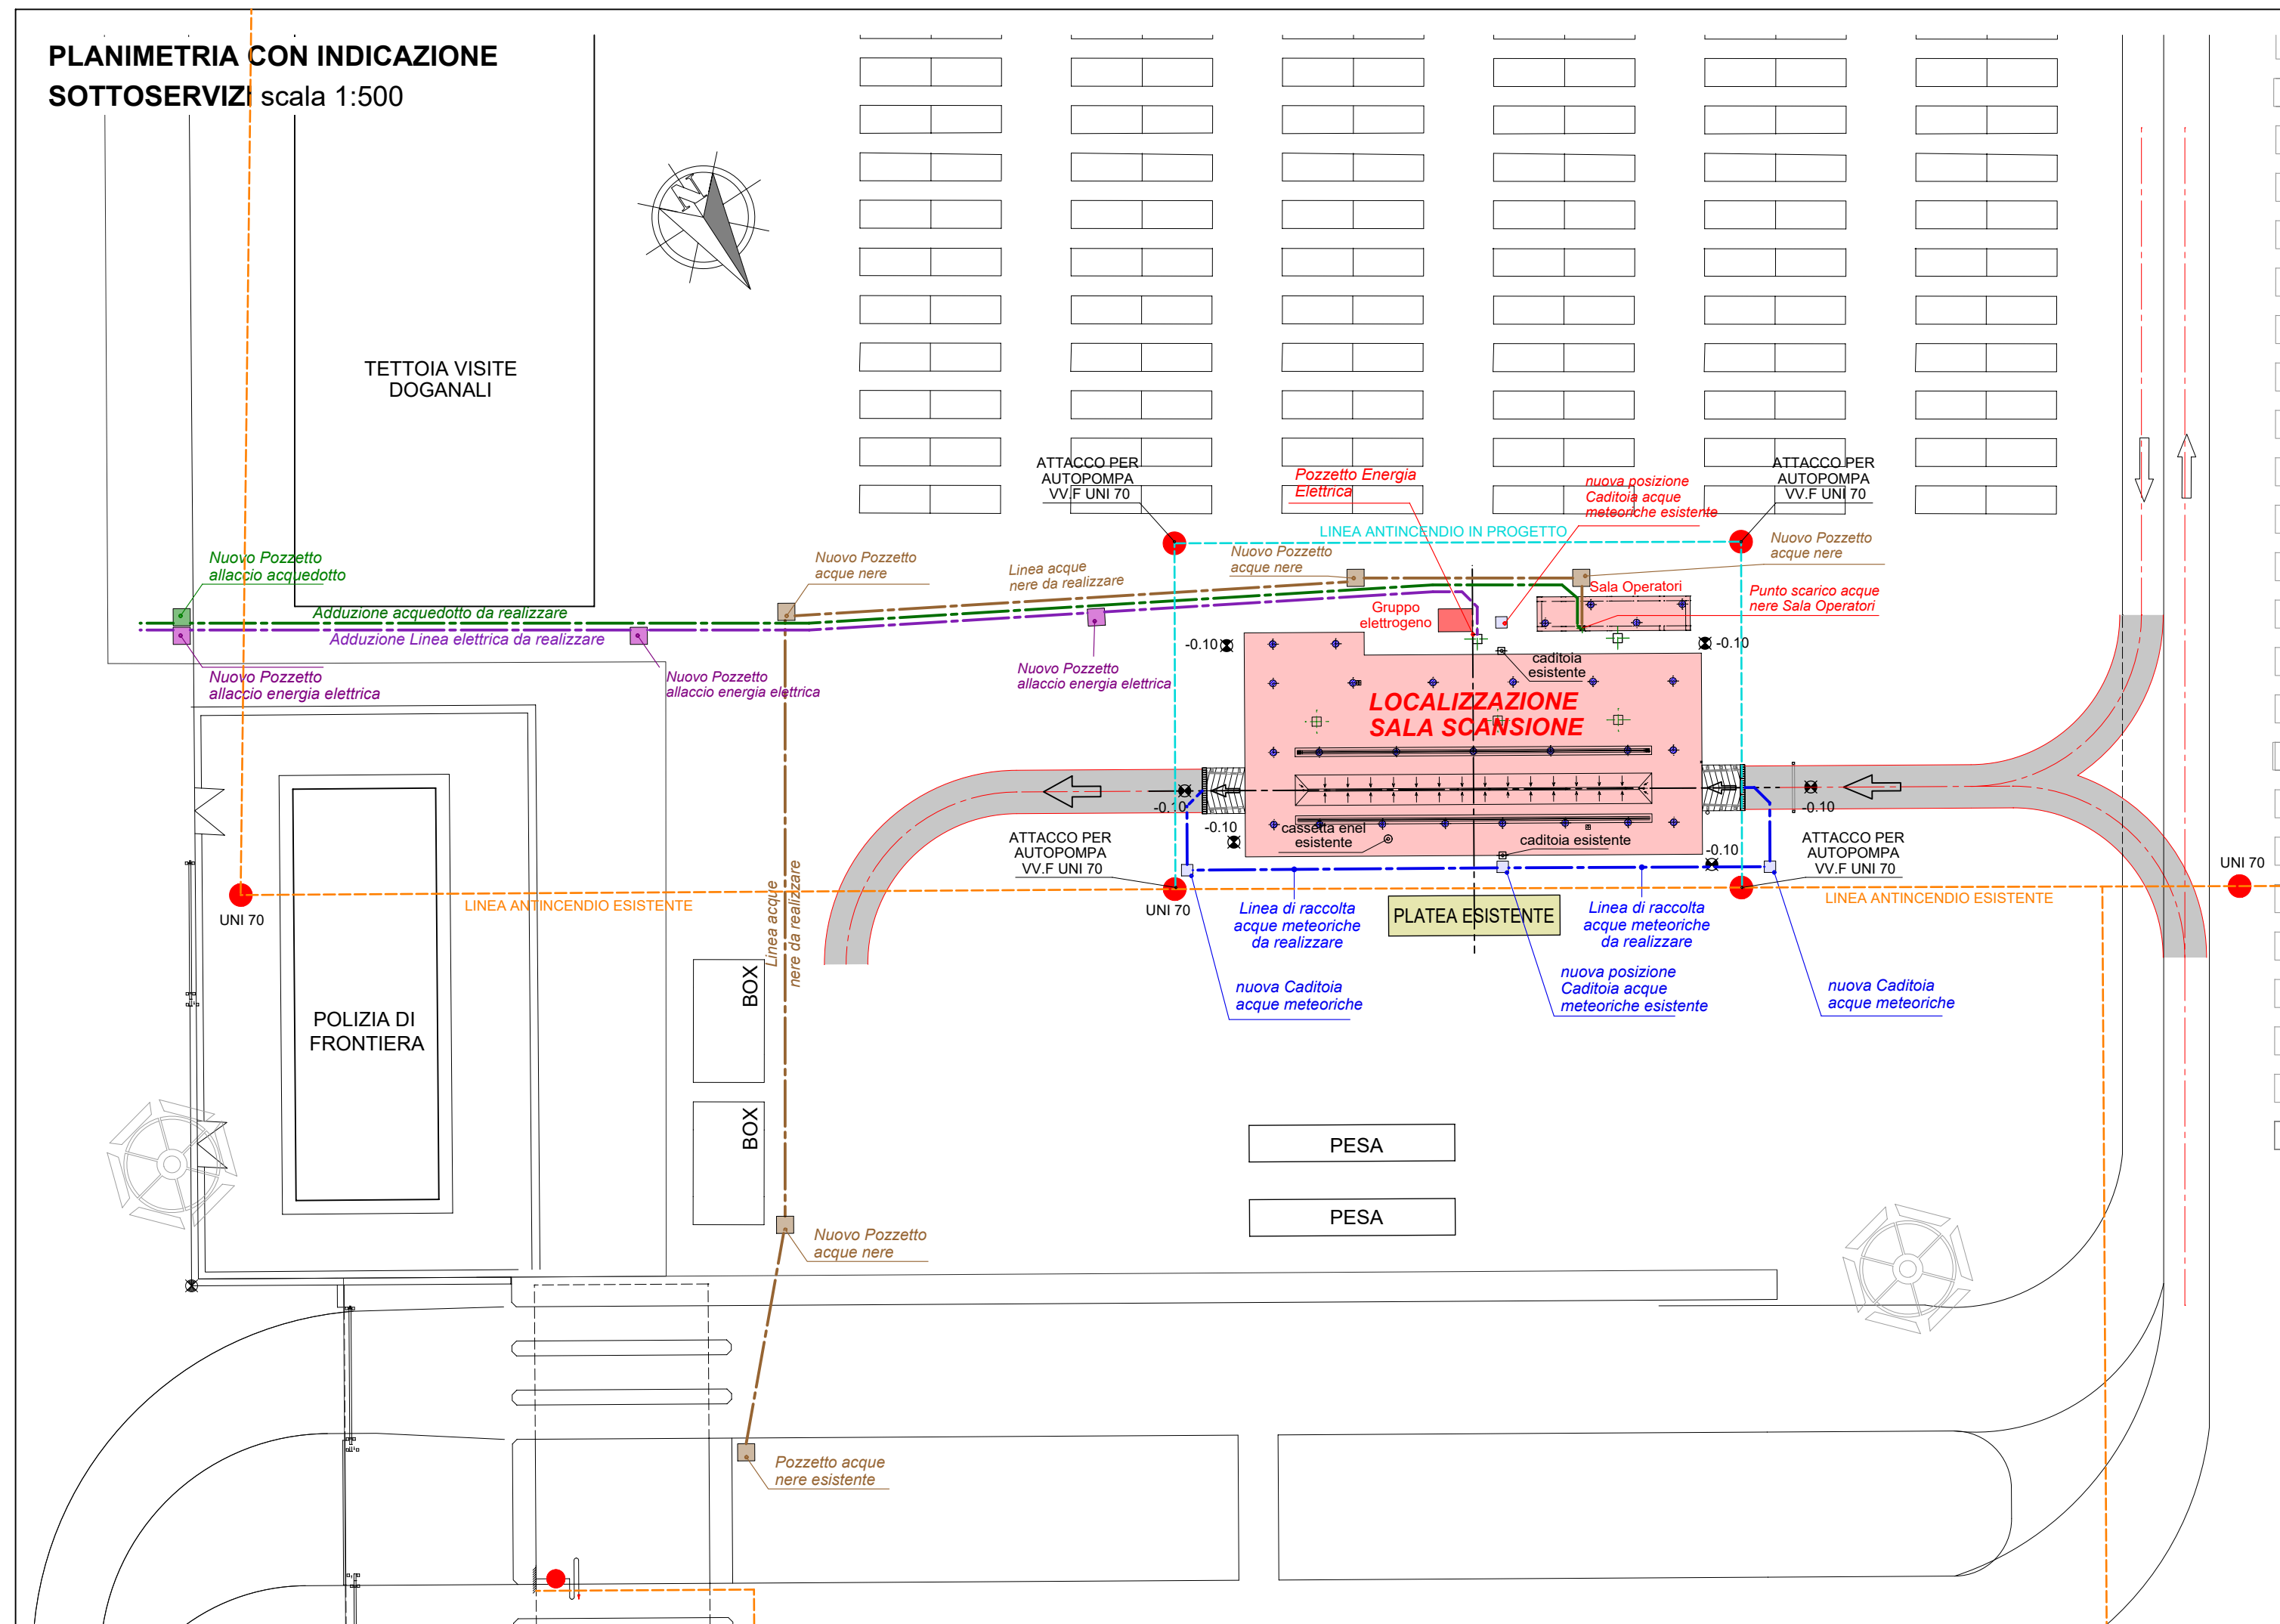 PLANIMETRIA CON INDICAZIONE
SOTTOSERVIZI scala 1:500
N
TETTOIA VISITE
DOGANALI
ATTACCO PER
AUTOPOMPA
VV.F UNI 70
Pozzetto Energia
Elettrica
nuova posizione
Caditoia acque
meteoriche esistente
ATTACCO PER
AUTOPOMPA
VV.F UNI 70
LINEA ANTINCENDIO IN PROGETTO
Nuovo Pozzetto
allaccio acquedotto
Nuovo Pozzetto
acque nere
Linea acque
nere da realizzare
Nuovo Pozzetto
acque nere
Nuovo Pozzetto
acque nere
Sala Operatori
Punto scarico acque
nere Sala Operatori
Gruppo
elettrogeno
Adduzione acquedotto da realizzare
Adduzione Linea elettrica da realizzare
-0.10
-0.10
caditoia
esistente
Nuovo Pozzetto
allaccio energia elettrica
Nuovo Pozzetto
allaccio energia elettrica
Nuovo Pozzetto
allaccio energia elettrica
LOCALIZZAZIONE
SALA SCANSIONE
-0.10
-0.10
-0.10
cassetta enel
esistente
caditoia esistente
-0.10
ATTACCO PER
AUTOPOMPA
VV.F UNI 70
ATTACCO PER
AUTOPOMPA
VV.F UNI 70
UNI 70
UNI 70
LINEA ANTINCENDIO ESISTENTE
UNI 70
LINEA ANTINCENDIO ESISTENTE
Linea acque
nere da realizzare
Linea di raccolta
acque meteoriche
da realizzare
PLATEA ESISTENTE
Linea di raccolta
acque meteoriche
da realizzare
nuova Caditoia
acque meteoriche
nuova posizione
Caditoia acque
meteoriche esistente
nuova Caditoia
acque meteoriche
BOX
POLIZIA DI
FRONTIERA
BOX
PESA
PESA
Nuovo Pozzetto
acque nere
Pozzetto acque
nere esistente